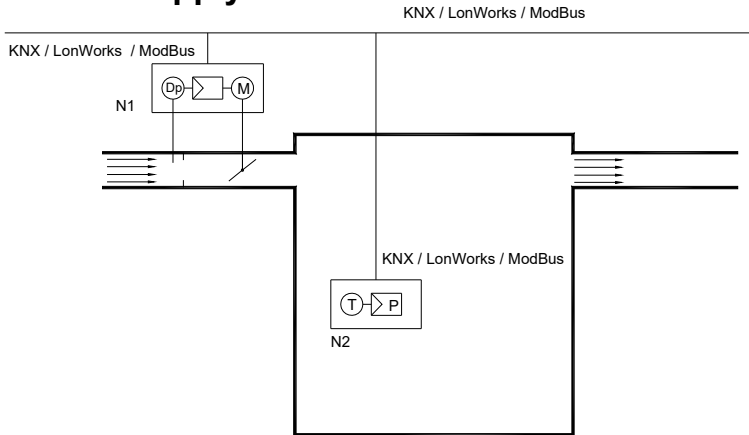 KNX / LonWorks / ModBus
KNX / LonWorks / ModBus
Dp
M
N1
KNX / LonWorks / ModBus
T
P
N2